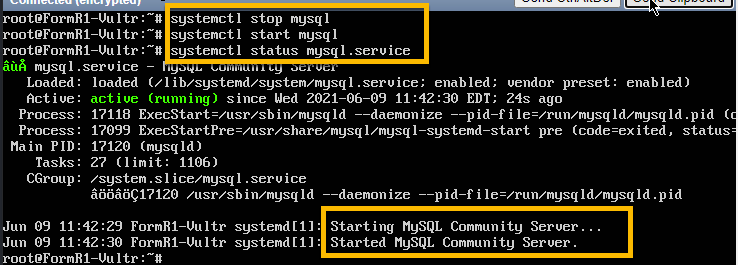 Connected (encrypted)
root@FormR1-Vultr:~# systemctl stop mysql
root@FormR1-Vultr:~# systemctl start mysql
root@FormR1-Vultr:~# systemctl status mysql.service
âùÅ mysql.service - MySQL Community Server
Loaded: loaded (/lib/systemd/system/mysql.service; enabled; vendor preset: enabled)
Active: active (running) since Wed 2021-06-09 11:42:30 EDT; 24s ago
Process: 17118 ExecStart=/usr/sbin/mysqld --daemonize --pid-file=/run/mysqld/mysqld.pid (c
Process: 17099 ExecStartPre=/usr/share/mysql/mysql-systemd-start pre (code=exited, status=
Main PID: 17120 (mysqld)
Tasks: 27 (limit: 1106)
CGroup: /system.slice/mysql.service
âööâöÇ17120 /usr/sbin/mysqld --daemonize --pid-file=/run/mysqld/mysqld.pid
Jun 09 11:42:29 FormR1-Vultr systemd[1]: Starting MySQL Community Server...
Jun 09 11:42:30 FormR1-Vultr systemd[1]: Started MySQL Community Server.
root@FormR1-Vultr:~#